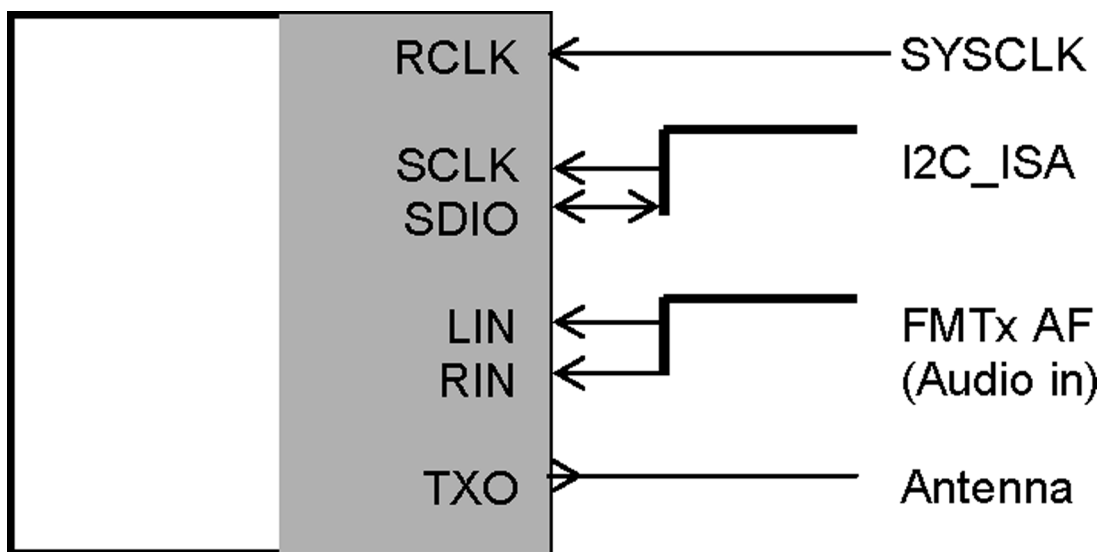 RCLK
SYSCLK
SCLK
I2C_ISA
SDIO
LIN
FMTx AF
RIN
(Audio in)
TXO
Antenna